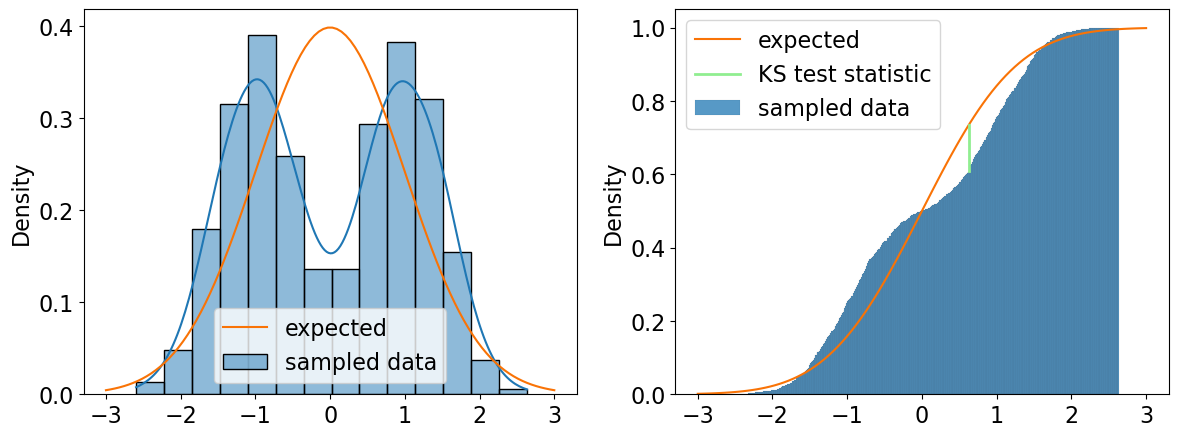 Density
0.4
0.3
0.2
0.1
0.0
expected
sampled data
−3 −2 −1 0 1 2 3
Density
1.0
0.8
0.6
0.4
0.2
0.0
expected
KS test statistic
sampled data
−3 −2 −1 0 1 2 3